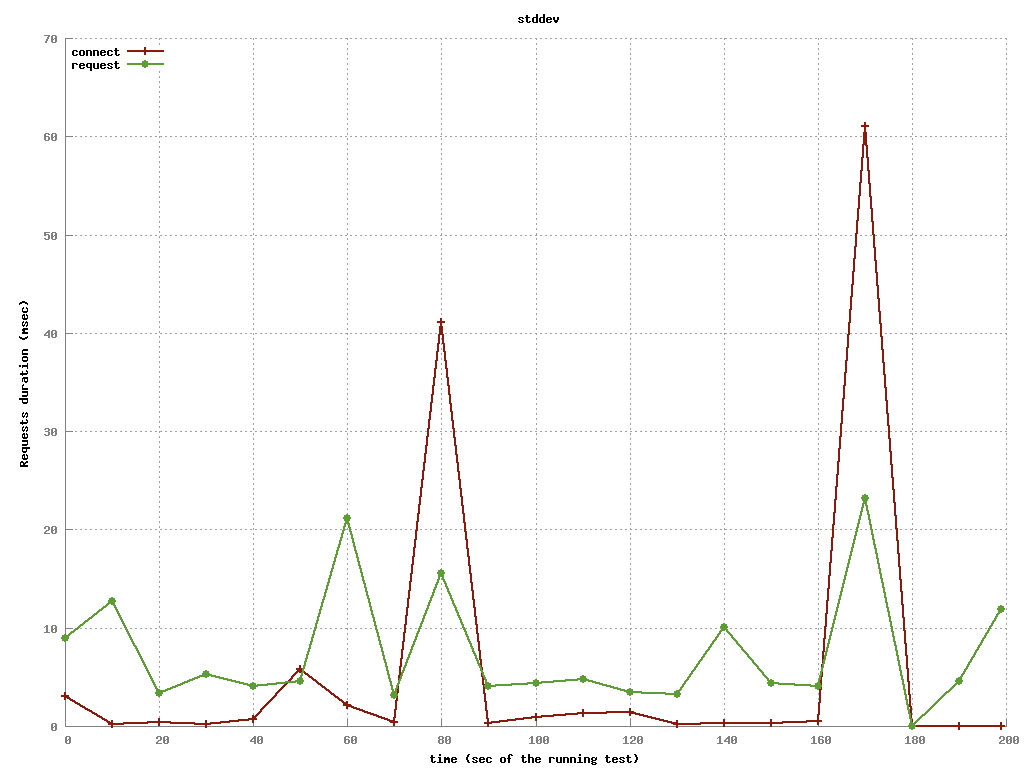 stddev
connect
request
70
60
50
40
30
20
10
0
Requests duration (msec)
0 20 40 60 80 100 120 140 160 180 200
time (sec of the running test)